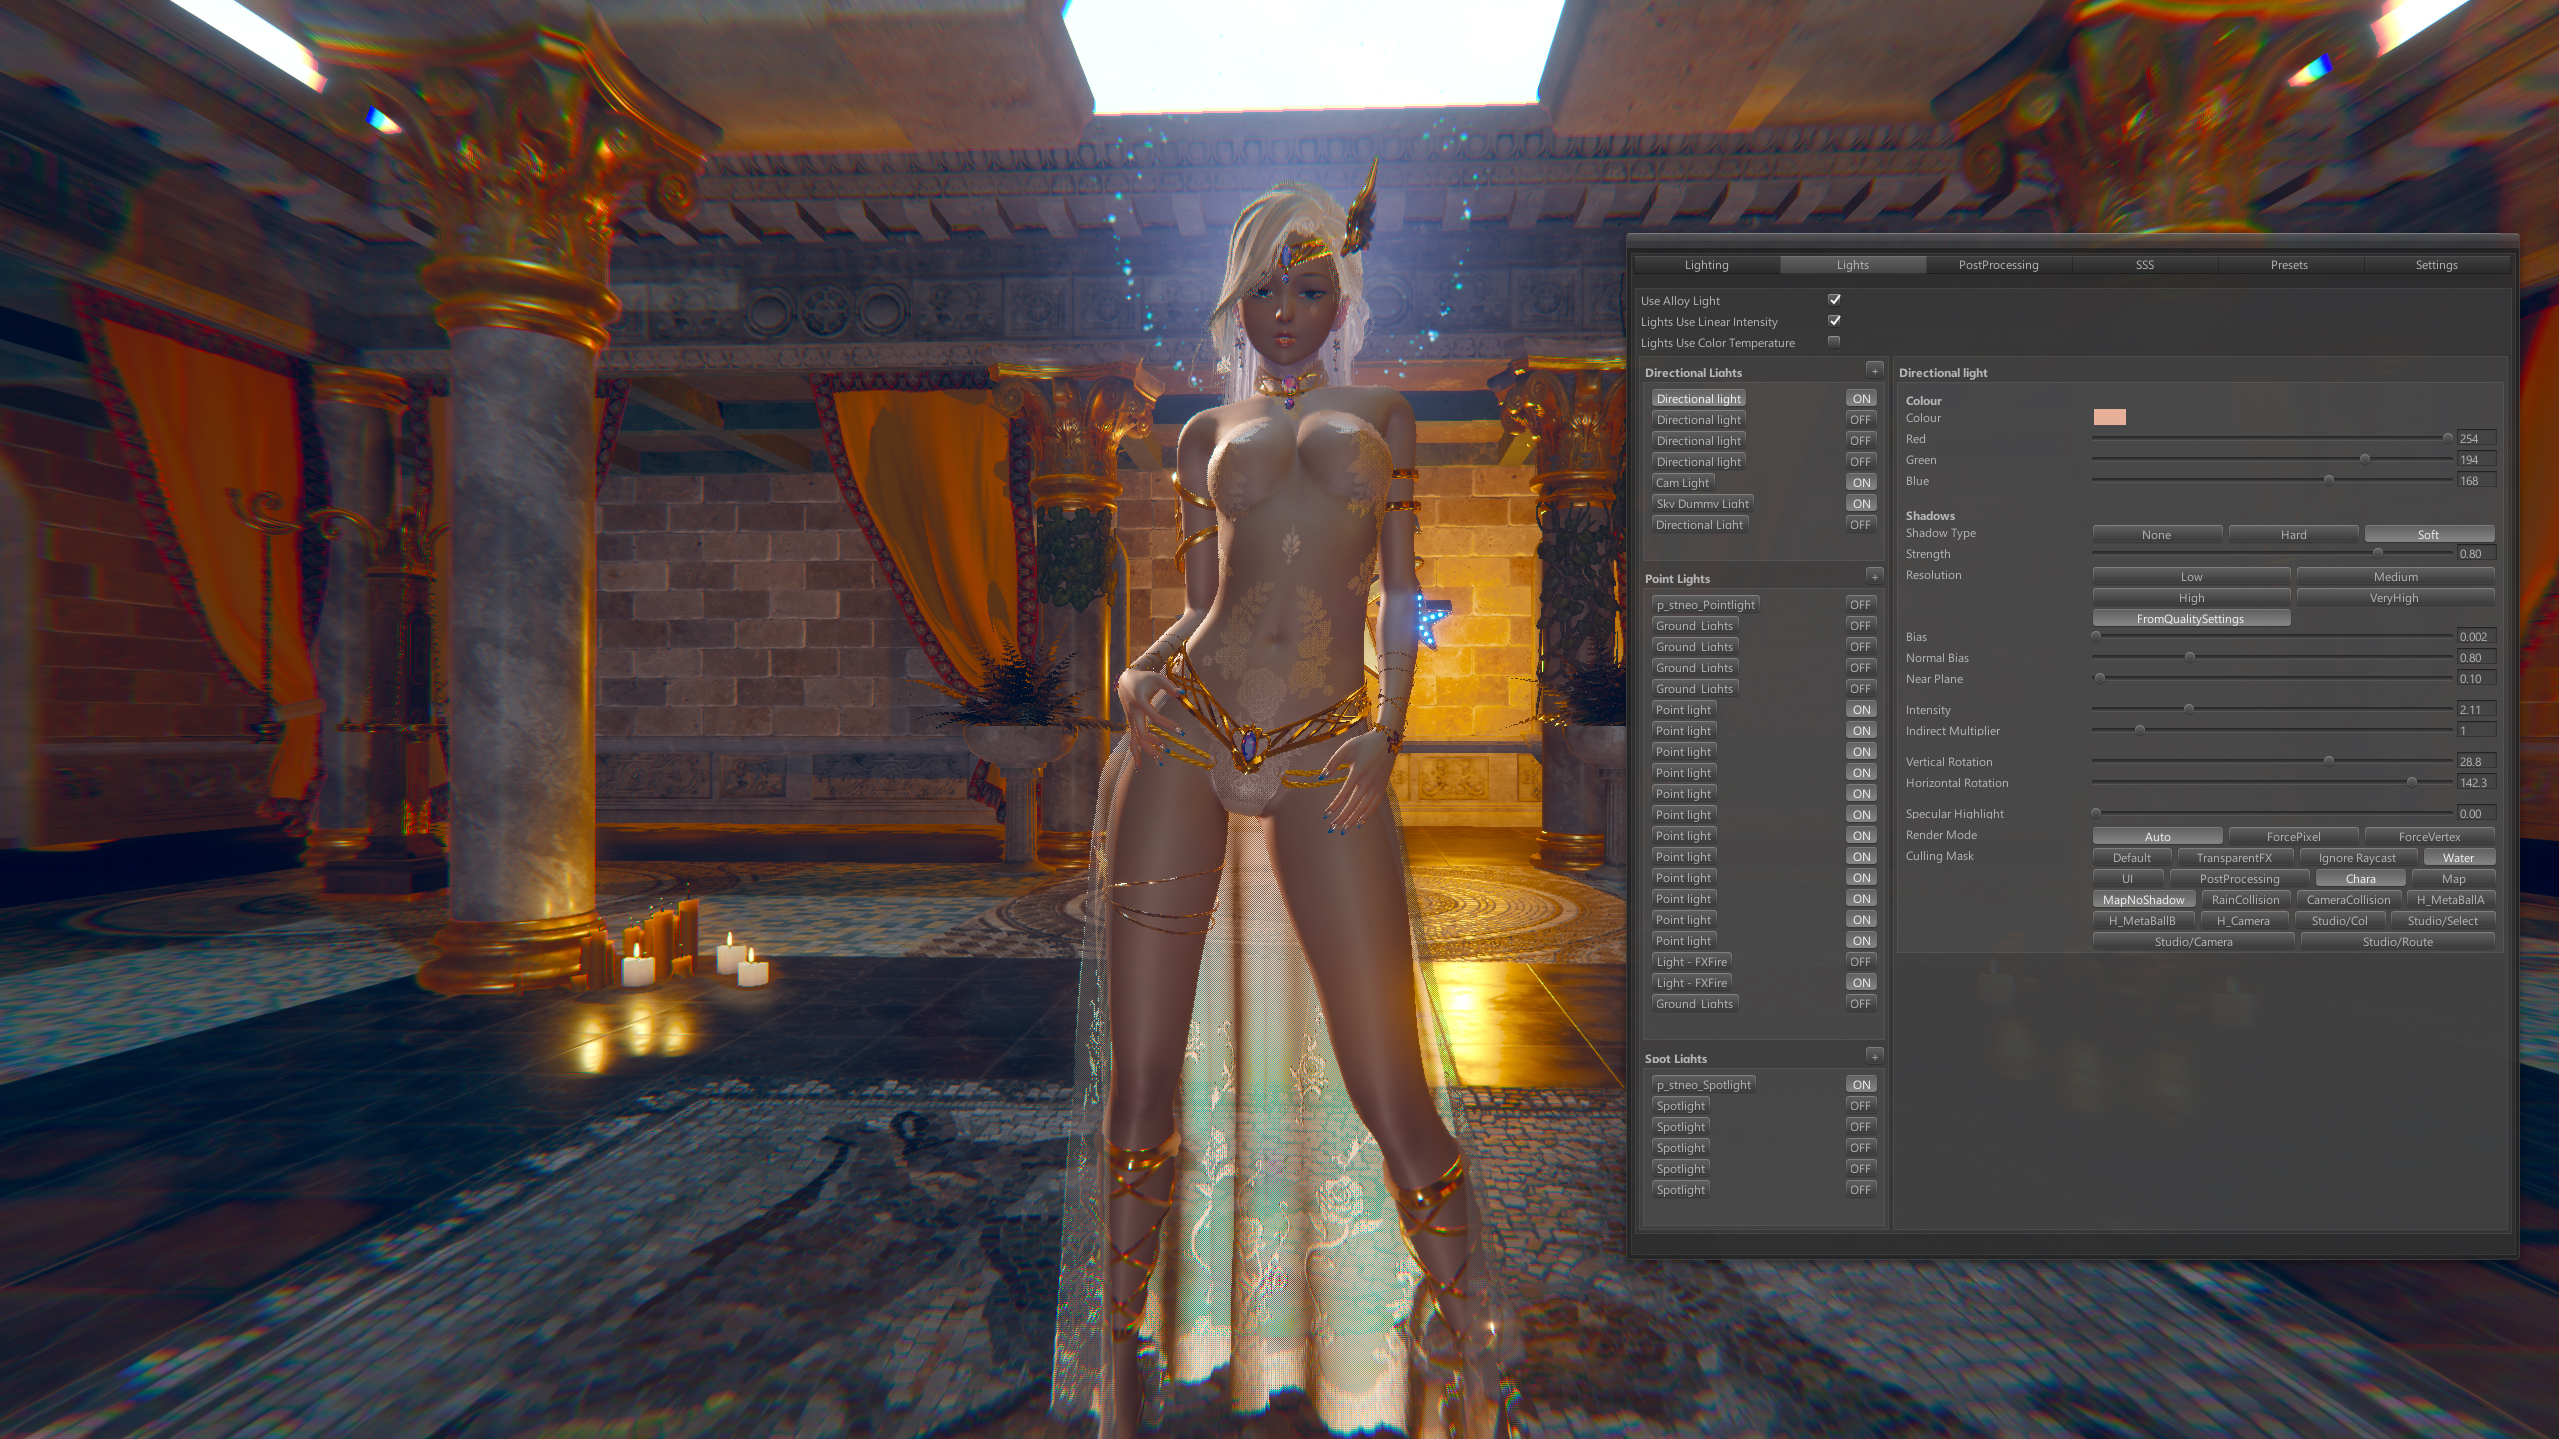 Lighting Lights PostProcessing SSS Presets Settings
Use Alloy Light
Lights Use Linear Intensity
Lights Use Color Temperature
Directional Lights +
Directional light ON
Directional light OFF
Directional light OFF
Directional light OFF
Cam Light ON
Sky Dummy Light ON
Directional Light OFF
Point Lights +
p_stneo_Pointlight OFF
Ground Lights OFF
Ground Lights OFF
Ground Lights OFF
Ground Lights OFF
Point light ON
Point light ON
Point light ON
Point light ON
Point light ON
Point light ON
Point light ON
Point light ON
Point light ON
Point light ON
Point light ON
Point light ON
Light - FXFire OFF
Light - FXFire ON
Ground Lights OFF
Spot Lights +
p_stneo_Spotlight ON
Spotlight OFF
Spotlight OFF
Spotlight OFF
Spotlight OFF
Spotlight OFF
Directional light
Colour
Colour
Red 254
Green 194
Blue 168
Shadows
Shadow Type None Hard Soft
Strength 0.80
Resolution Low Medium
High VeryHigh
FromQualitySettings
Bias 0.002
Normal Bias 0.80
Near Plane 0.10
Intensity 2.11
Indirect Multiplier 1
Vertical Rotation 28.8
Horizontal Rotation 142.3
Specular Highlight 0.00
Render Mode Auto ForcePixel ForceVertex
Culling Mask Default TransparentFX Ignore Raycast Water
UI PostProcessing Chara Map
MapNoShadow RainCollision CameraCollision H_MetaBallA
H_MetaBallB H_Camera Studio/Col Studio/Select
Studio/Camera Studio/Route